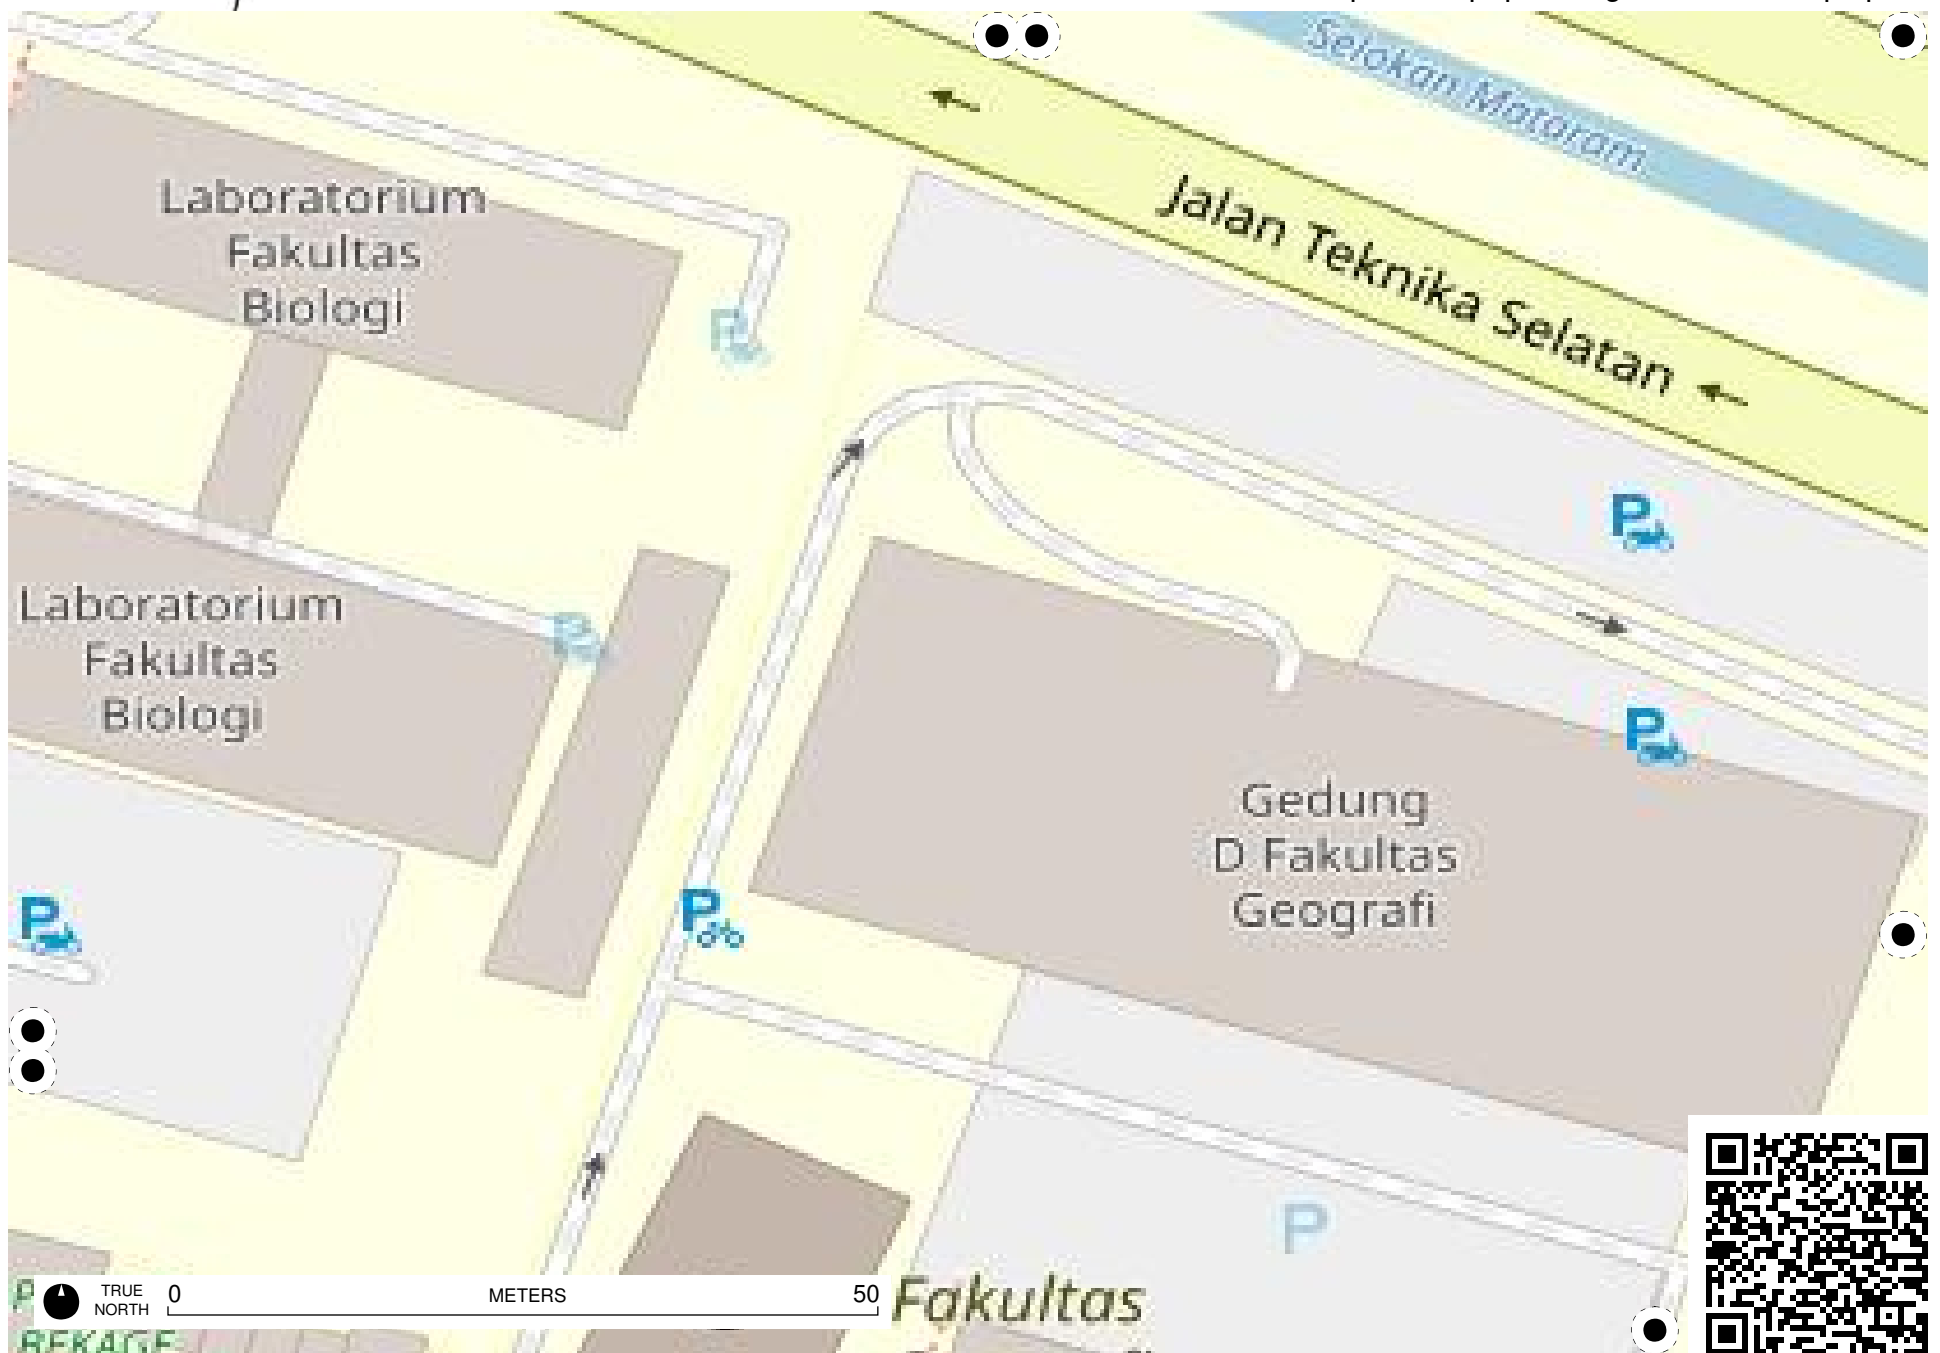 Selokan Mataram
Jalan Teknika Selatan
Laboratorium
Fakultas
Biologi
P
P
Laboratorium
Fakultas
Biologi
P
P
Gedung
D Fakultas
Geografi
P
P
P
Fakultas
TRUE
NORTH
0
METERS
50